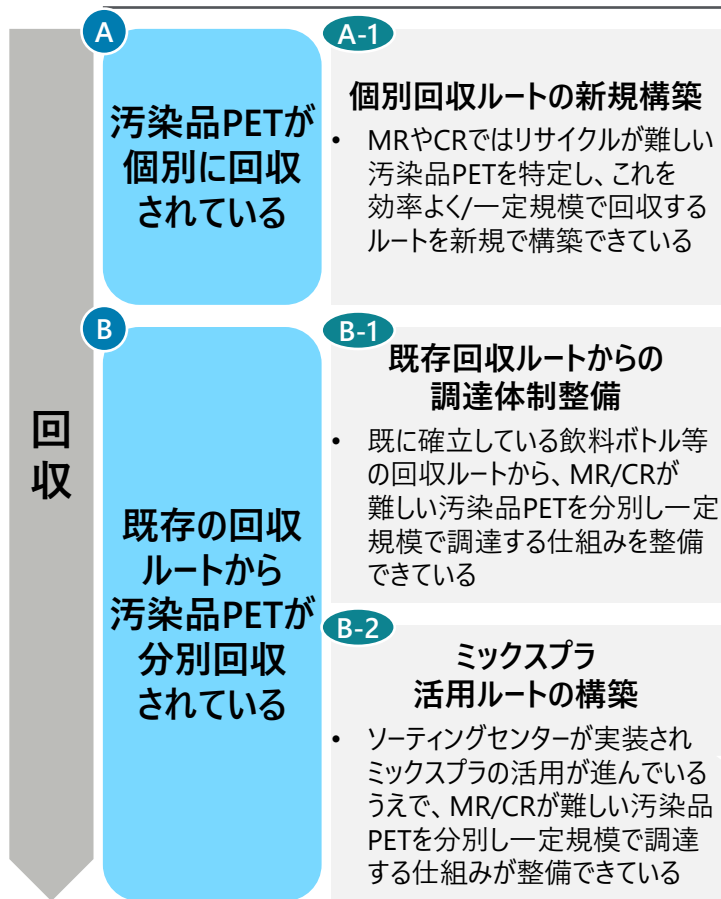 回
収
A
汚染品PETが
個別に回収
されている
A-1
個別回収ルートの新規構築
• MRやCRではリサイクルが難しい
汚染品PETを特定し、これを
効率よく/一定規模で回収する
ルートを新規で構築できている
B
既存の回収
ルートから
汚染品PETが
分別回収
されている
B-1
既存回収ルートからの
調達体制整備
• 既に確立している飲料ボトル等
の回収ルートから、MR/CRが
難しい汚染品PETを分別し一定
規模で調達する仕組みを整備
できている
B-2
ミックスプラ
活用ルートの構築
• ソーティングセンターが実装され
ミックスプラの活用が進んでいる
うえで、MR/CRが難しい汚染品
PETを分別し一定規模で調達
する仕組みが整備できている